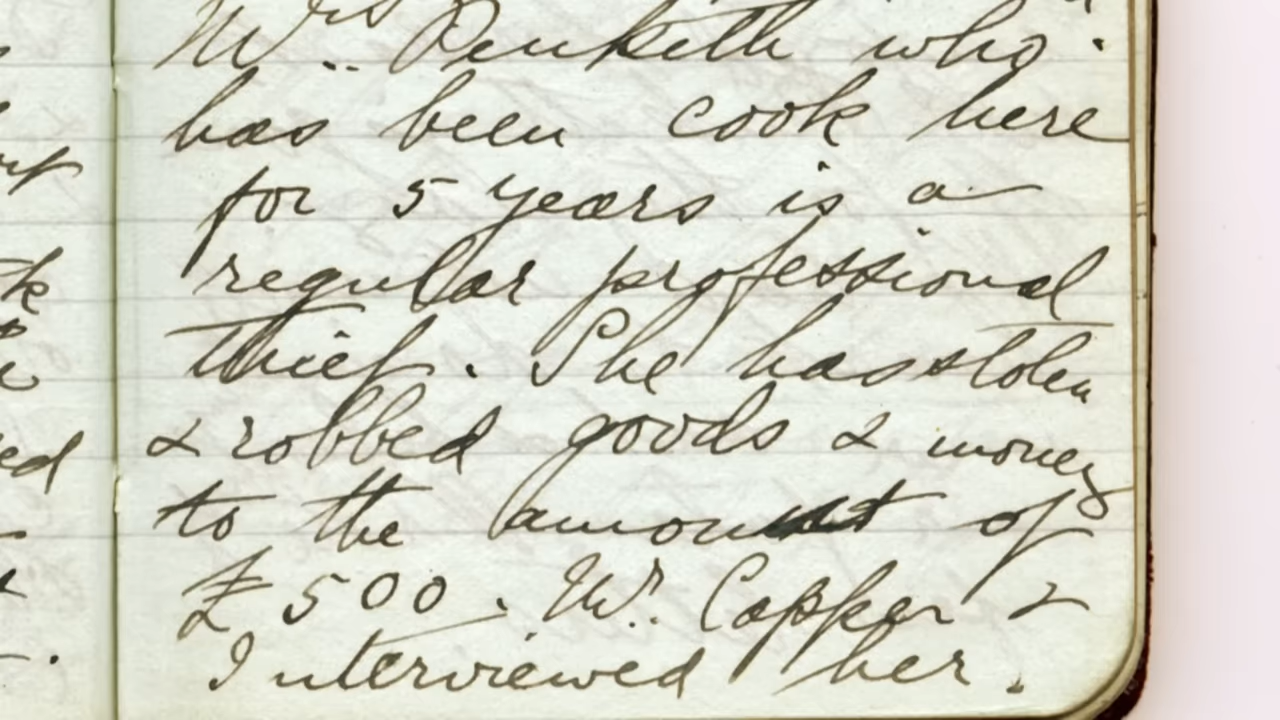 Mrs. Penketh who
has been cook here
for 5 years is a
regular professional
thief. She has stolen
& robbed goods & money
to the amount of
£500. Mr. Capper &
I interviewed her.